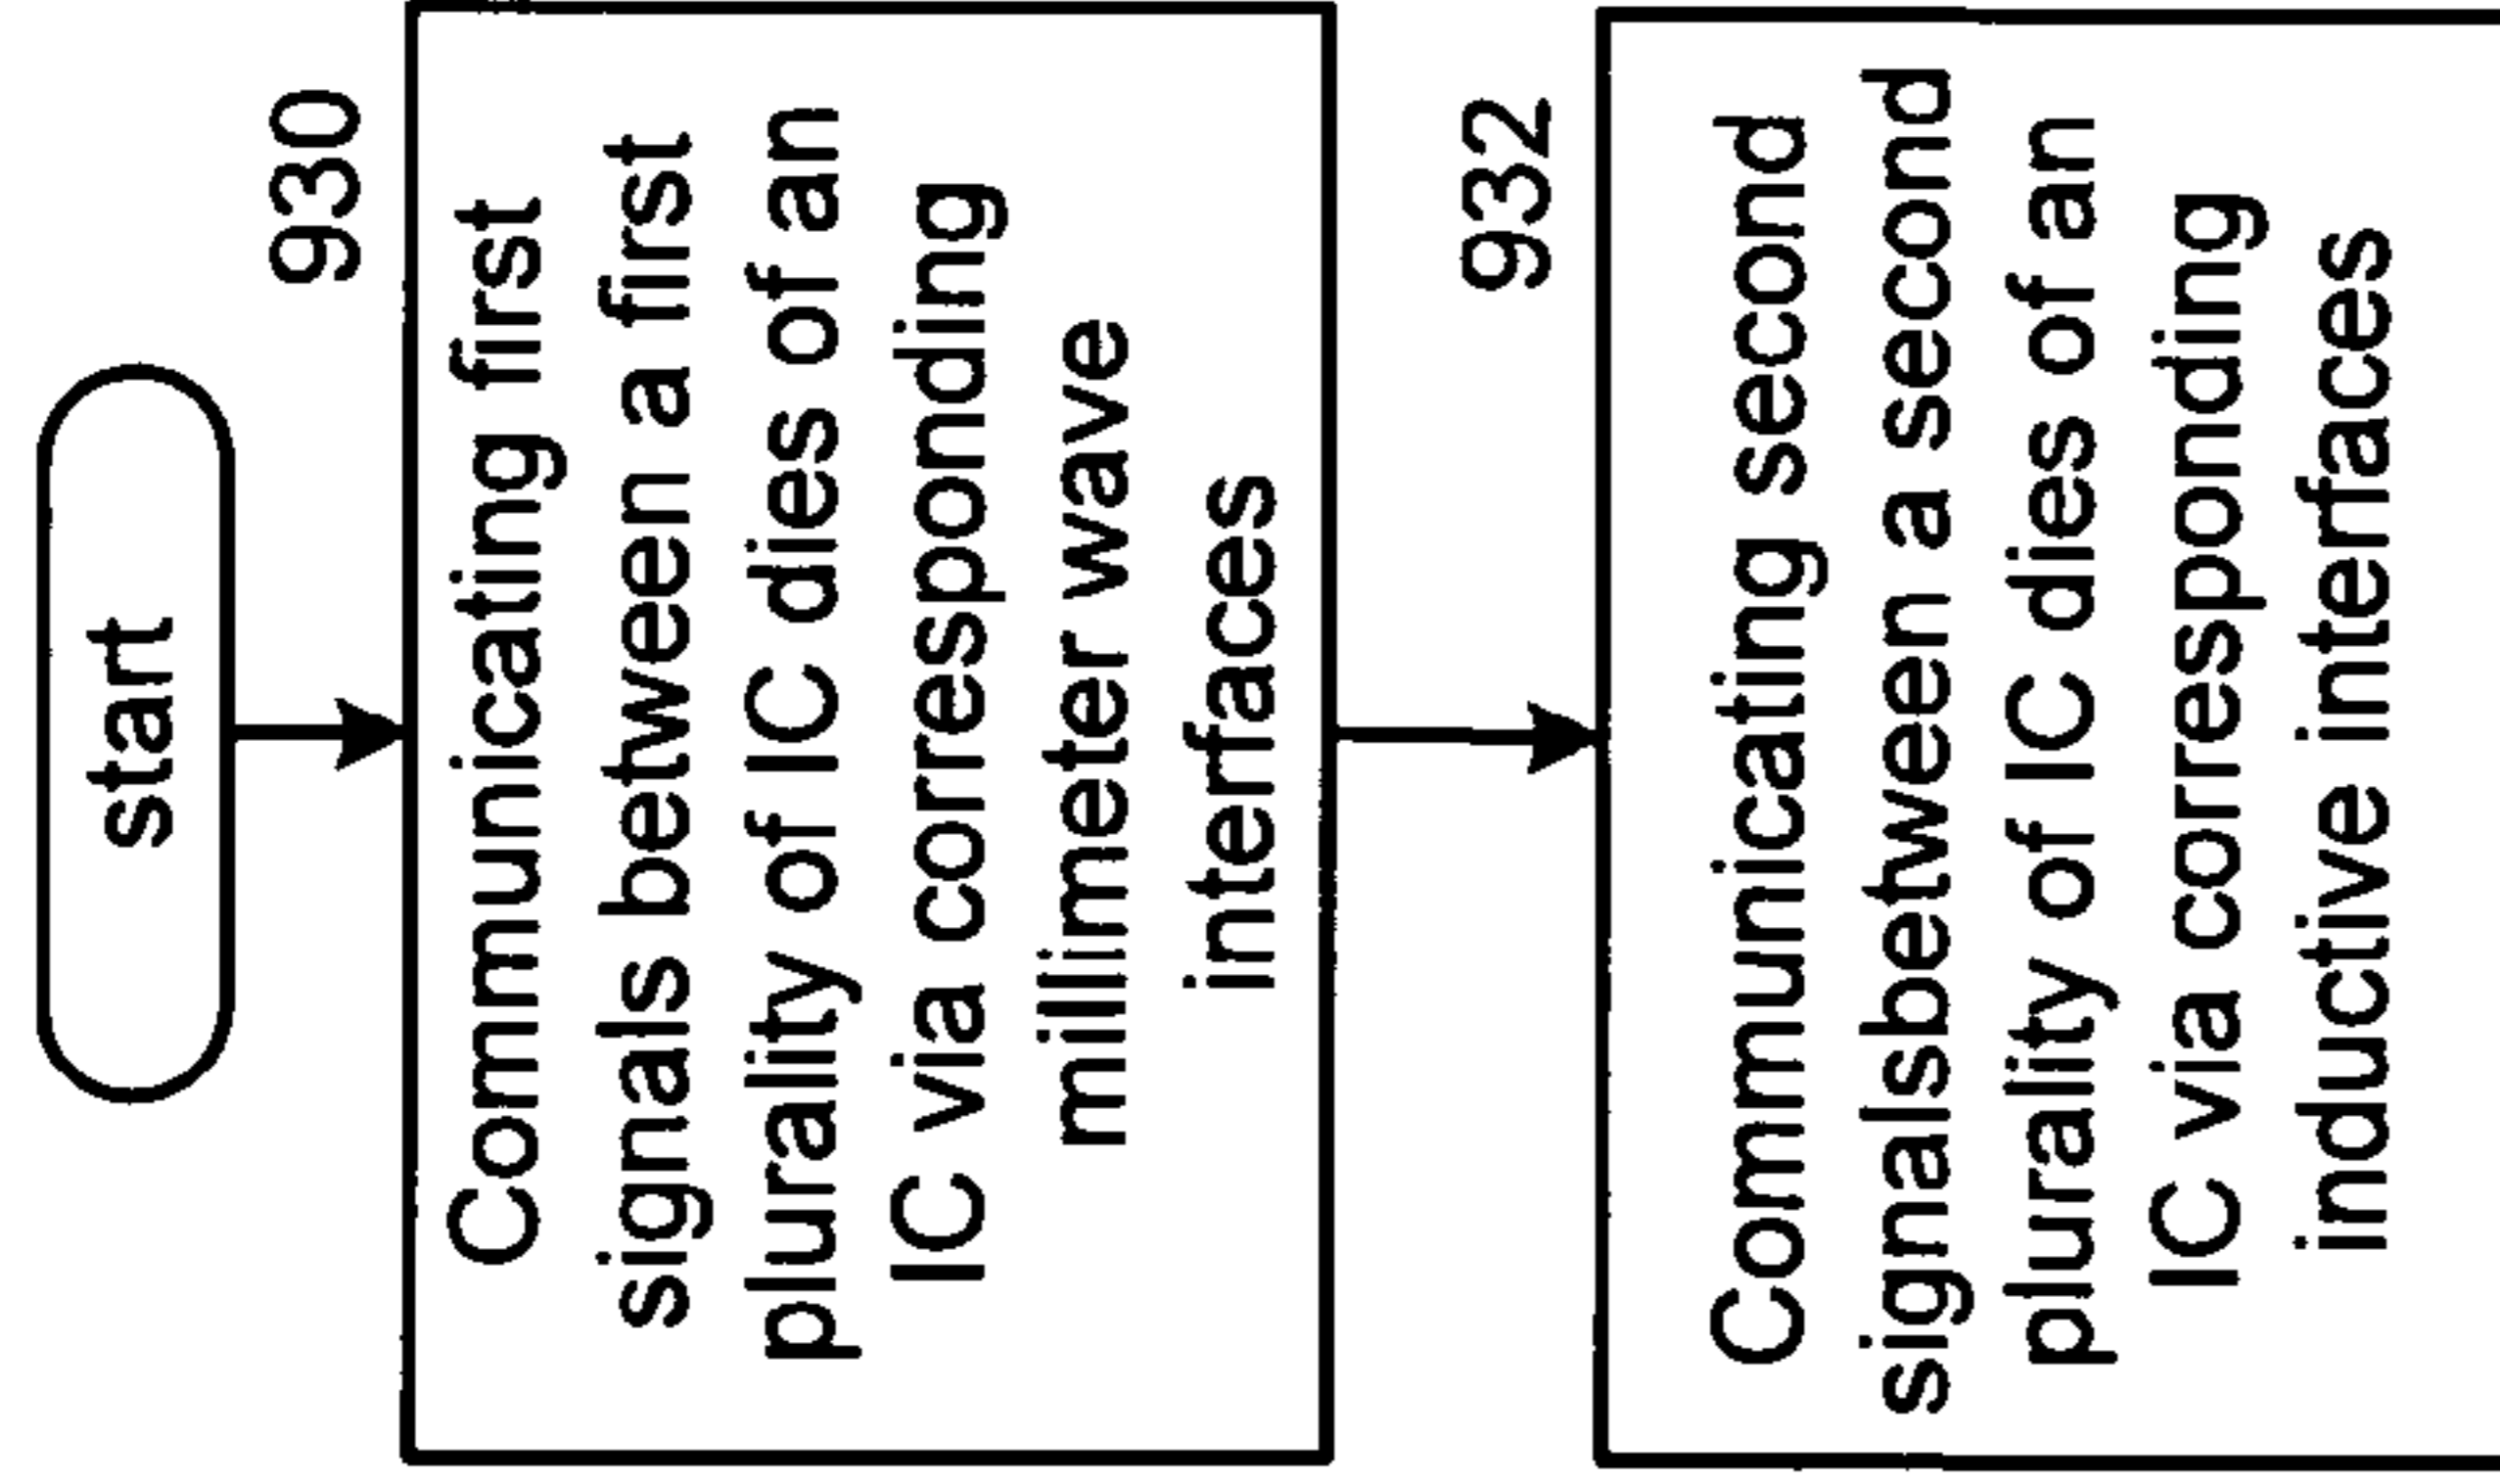 start
930
Communicating first
signals between a first
plurality of IC dies of an
IC via corresponding
millimeter wave
interfaces
932
Communicating second
signalsbetween a second
plurality of IC dies of an
IC via corresponding
inductive interfaces